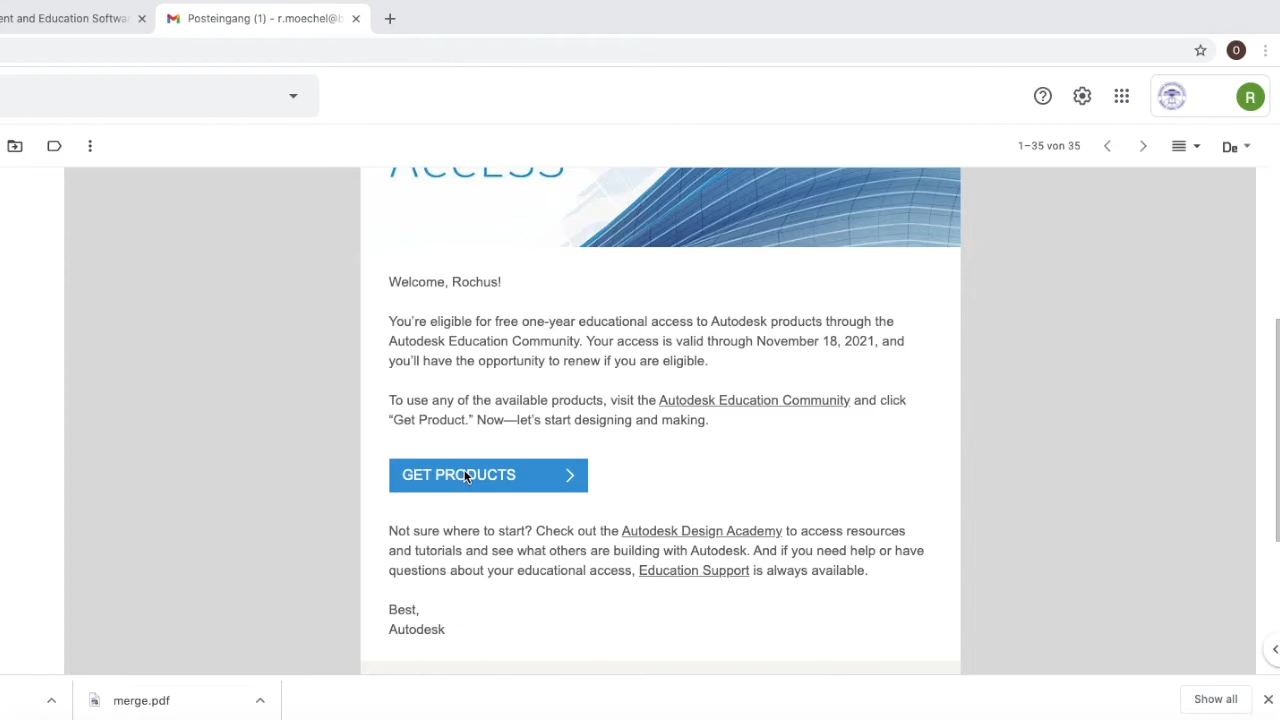 ent and Education Softwa
Posteingang (1) - r.moechel@b
O
R
1–35 von 35
De
ACCESS
Welcome, Rochus!
You’re eligible for free one-year educational access to Autodesk products through the
Autodesk Education Community. Your access is valid through November 18, 2021, and
you’ll have the opportunity to renew if you are eligible.
To use any of the available products, visit the Autodesk Education Community and click
“Get Product.” Now—let’s start designing and making.
GET PRODUCTS
Not sure where to start? Check out the Autodesk Design Academy to access resources
and tutorials and see what others are building with Autodesk. And if you need help or have
questions about your educational access, Education Support is always available.
Best,
Autodesk
merge.pdf
Show all